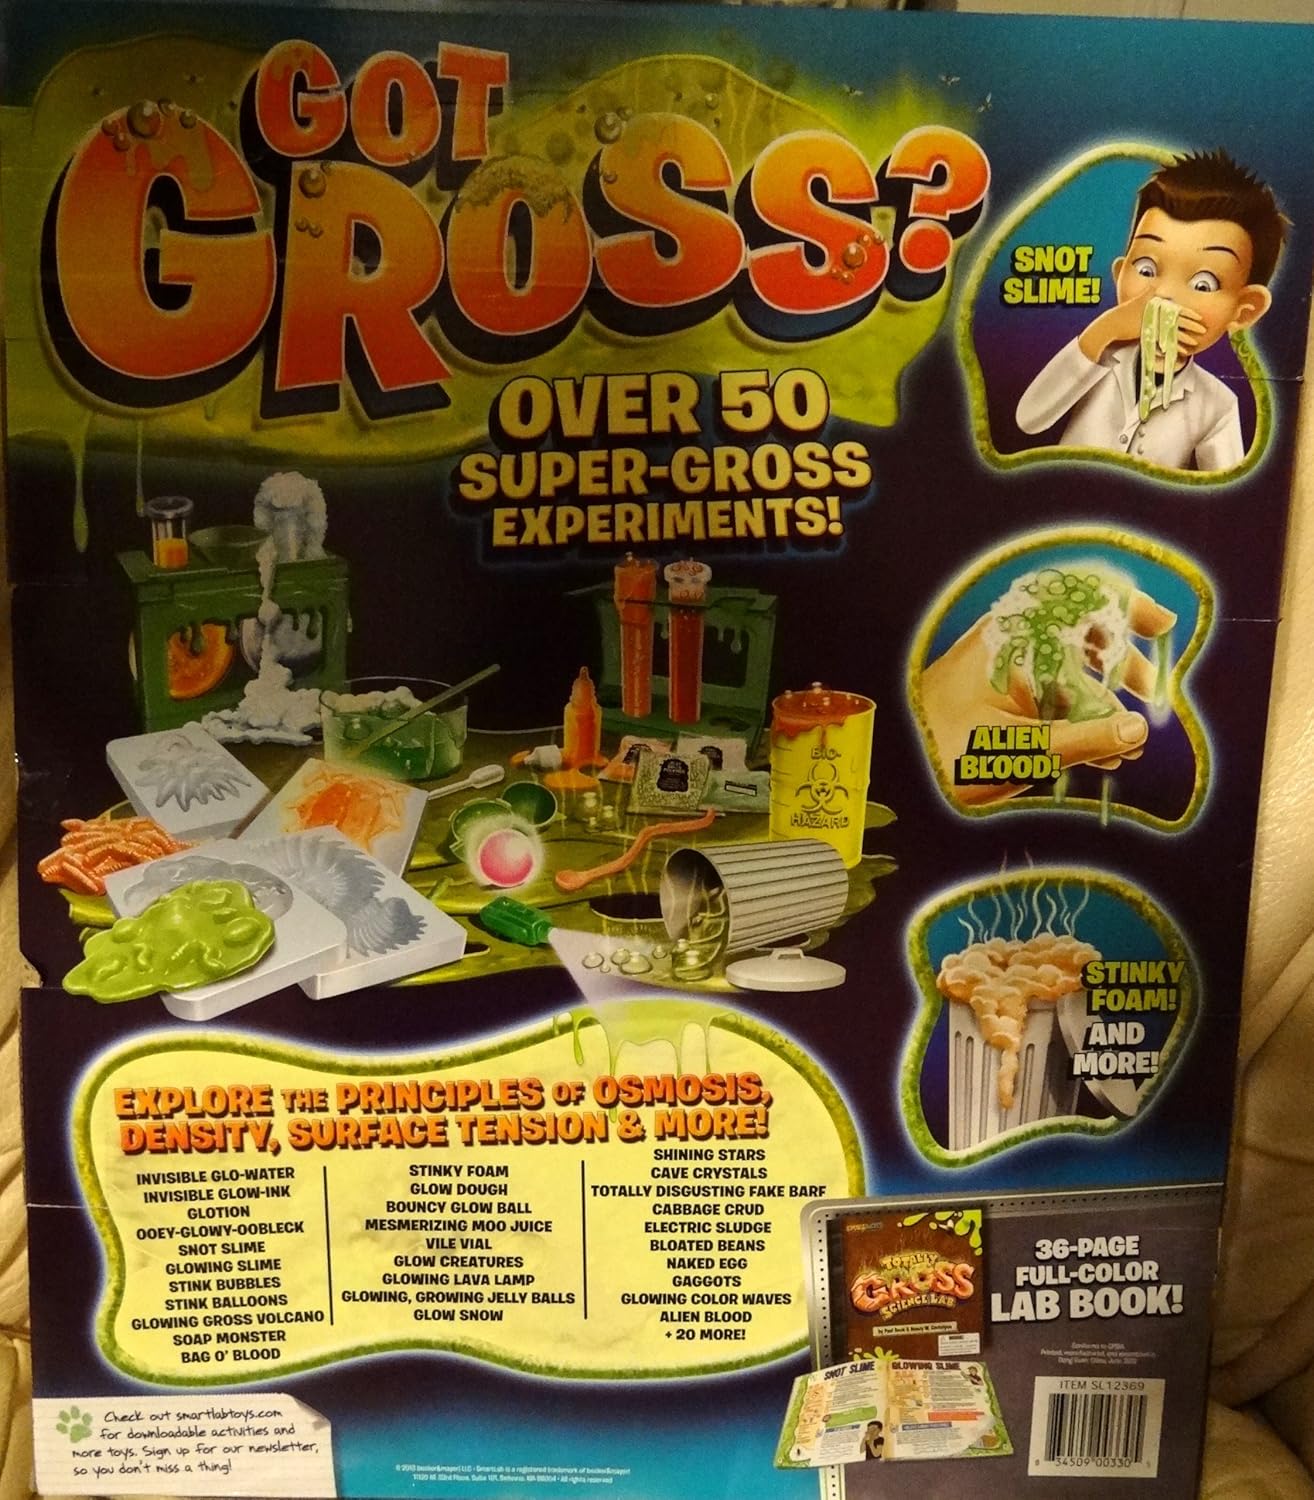 GOT
GROSS?
OVER 50
SUPER-GROSS
EXPERIMENTS!
SNOT
SLIME!
ALIEN
BLOOD!
STINKY
FOAM!
AND
MORE!
BIO-
HAZARD
EXPLORE THE PRINCIPLES OF OSMOSIS,
DENSITY, SURFACE TENSION & MORE!
INVISIBLE GLO-WATER
INVISIBLE GLOW-INK
GLOTION
OOEY-GLOWY-OOBLECK
SNOT SLIME
GLOWING SLIME
STINK BUBBLES
STINK BALLOONS
GLOWING GROSS VOLCANO
SOAP MONSTER
BAG O' BLOOD
STINKY FOAM
GLOW DOUGH
BOUNCY GLOW BALL
MESMERIZING MOO JUICE
VILE VIAL
GLOW CREATURES
GLOWING LAVA LAMP
GLOWING, GROWING JELLY BALLS
GLOW SNOW
SHINING STARS
CAVE CRYSTALS
TOTALLY DISGUSTING FAKE BARF
CABBAGE CRUD
ELECTRIC SLUDGE
BLOATED BEANS
NAKED EGG
GAGGOTS
GLOWING COLOR WAVES
ALIEN BLOOD
+ 20 MORE!
TOTALLY
GROSS
SCIENCE LAB
SNOT SLIME
GLOWING SLIME
36-PAGE
FULL-COLOR
LAB BOOK!
ITEM SL12369
34509 00330
Check out smartlabtoys.com
for downloadable activities and
more toys. Sign up for our newsletter,
so you don't miss a thing!